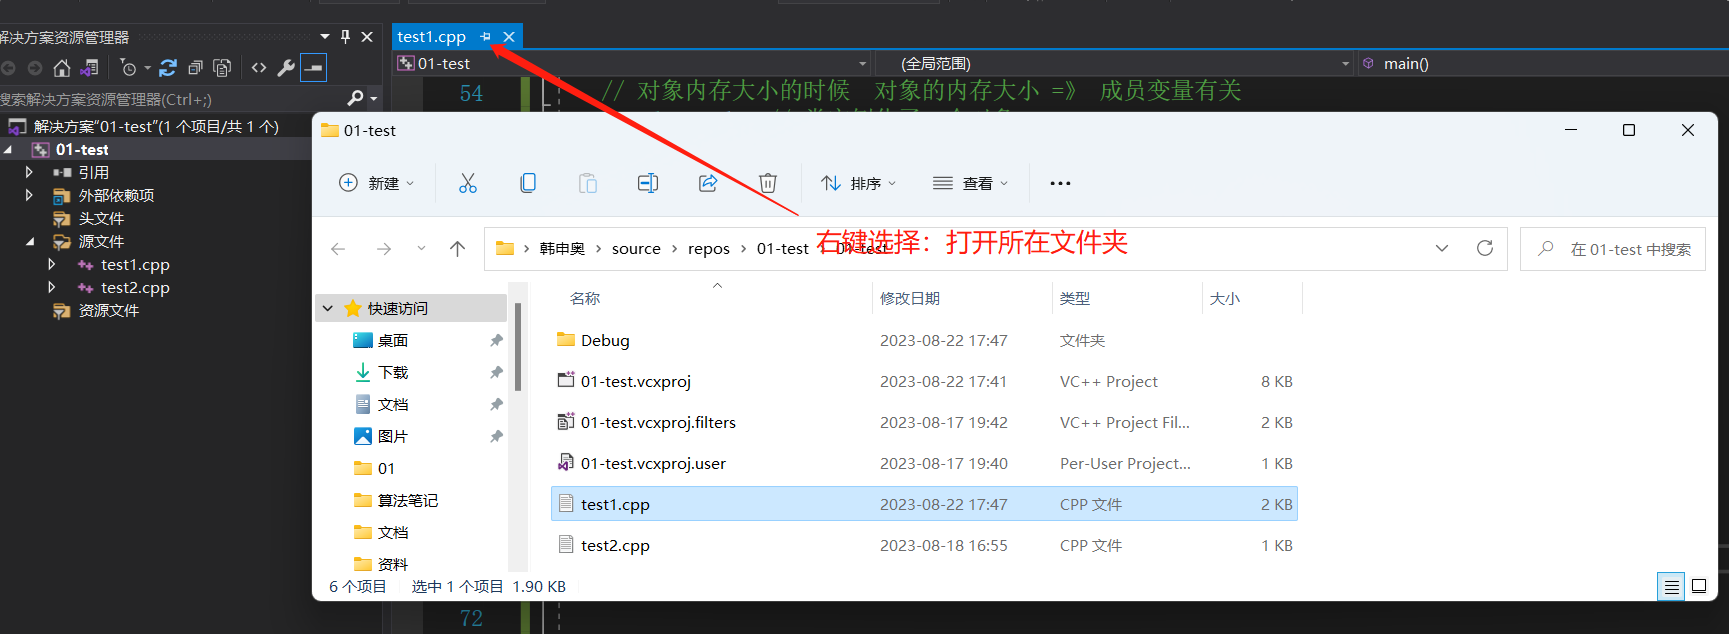 解决方案资源管理器
test1.cpp
01-test
(全局范围)
main()
搜索解决方案资源管理器(Ctrl+;)
解决方案"01-test"(1 个项目/共 1 个)
01-test
引用
外部依赖项
头文件
源文件
test1.cpp
test2.cpp
资源文件
54
// 对象内存大小的时候 对象的内存大小 =》 成员变量有关
01-test
新建
排序
查看
韩申奥 > source > repos > 01-test > 01-test
右键选择：打开所在文件夹
在 01-test 中搜索
快速访问
桌面
下载
文档
图片
01
算法笔记
文档
资料
名称 修改日期 类型 大小
Debug 2023-08-22 17:47 文件夹
01-test.vcxproj 2023-08-22 17:41 VC++ Project 8 KB
01-test.vcxproj.filters 2023-08-17 19:42 VC++ Project Fil... 2 KB
01-test.vcxproj.user 2023-08-17 19:40 Per-User Project... 1 KB
test1.cpp 2023-08-22 17:47 CPP 文件 2 KB
test2.cpp 2023-08-18 16:55 CPP 文件 1 KB
6 个项目 选中 1 个项目 1.90 KB
72